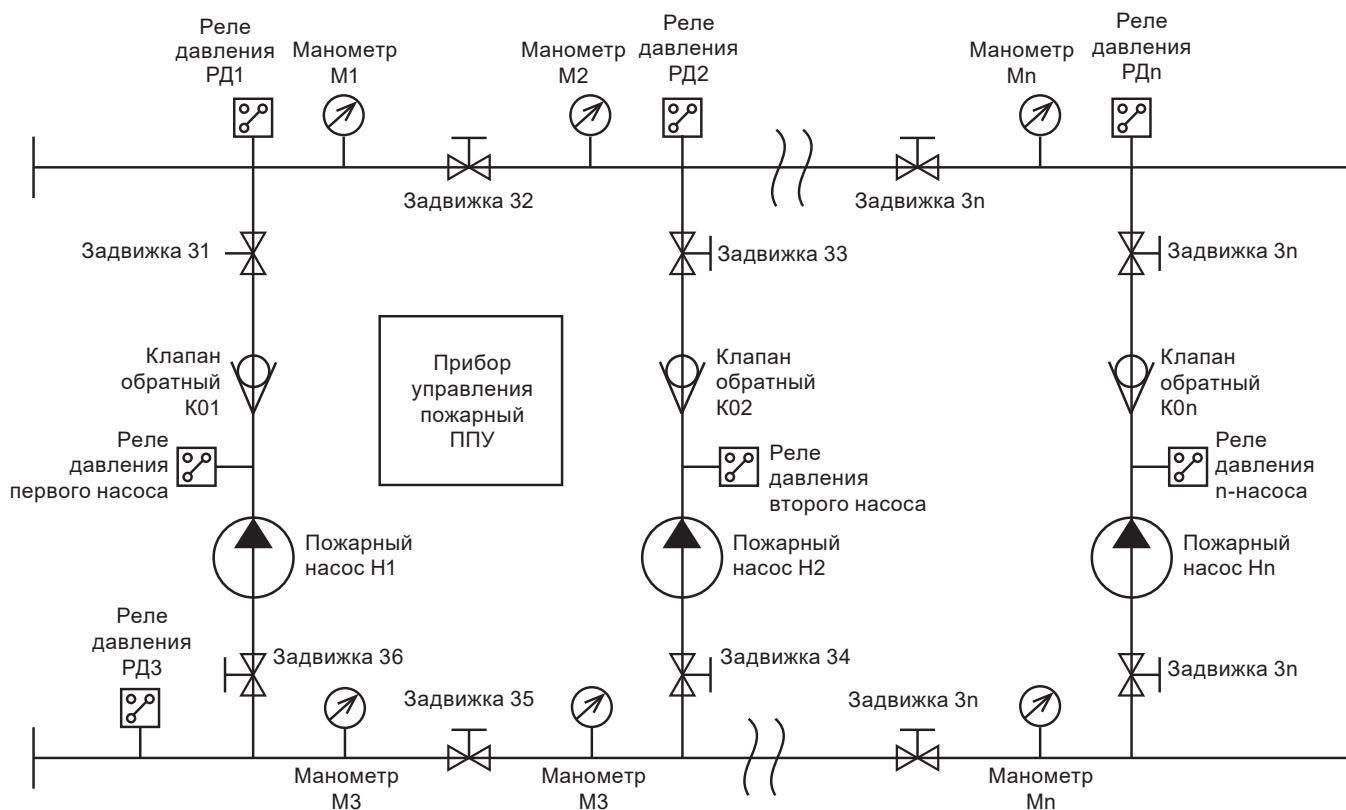 Реле
давления
РД1
Манометр
М1
Манометр
М2
Реле
давления
РД2
Манометр
Мn
Реле
давления
РДn
Задвижка 32
Задвижка 3n
Задвижка 31
Задвижка 33
Задвижка 3n
Клапан
обратный
К01
Прибор
управления
пожарный
ППУ
Клапан
обратный
К02
Клапан
обратный
К0n
Реле
давления
первого насоса
Реле
давления
второго насоса
Реле
давления
n-насоса
Пожарный
насос Н1
Пожарный
насос Н2
Пожарный
насос Нn
Реле
давления
РД3
Задвижка 36
Задвижка 34
Задвижка 3n
Задвижка 35
Задвижка 3n
Манометр
М3
Манометр
М3
Манометр
Мn